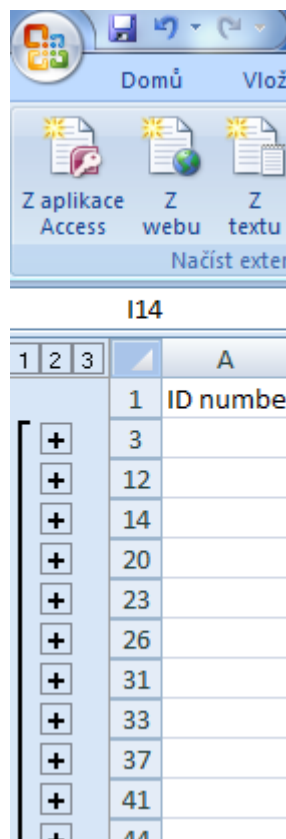 Domů Vlož
Z aplikace Access
Z webu
Z textu
Načíst exter
I14
1 2 3 A
1 ID numbe
+ 3
+ 12
+ 14
+ 20
+ 23
+ 26
+ 31
+ 33
+ 37
+ 41
+ 44